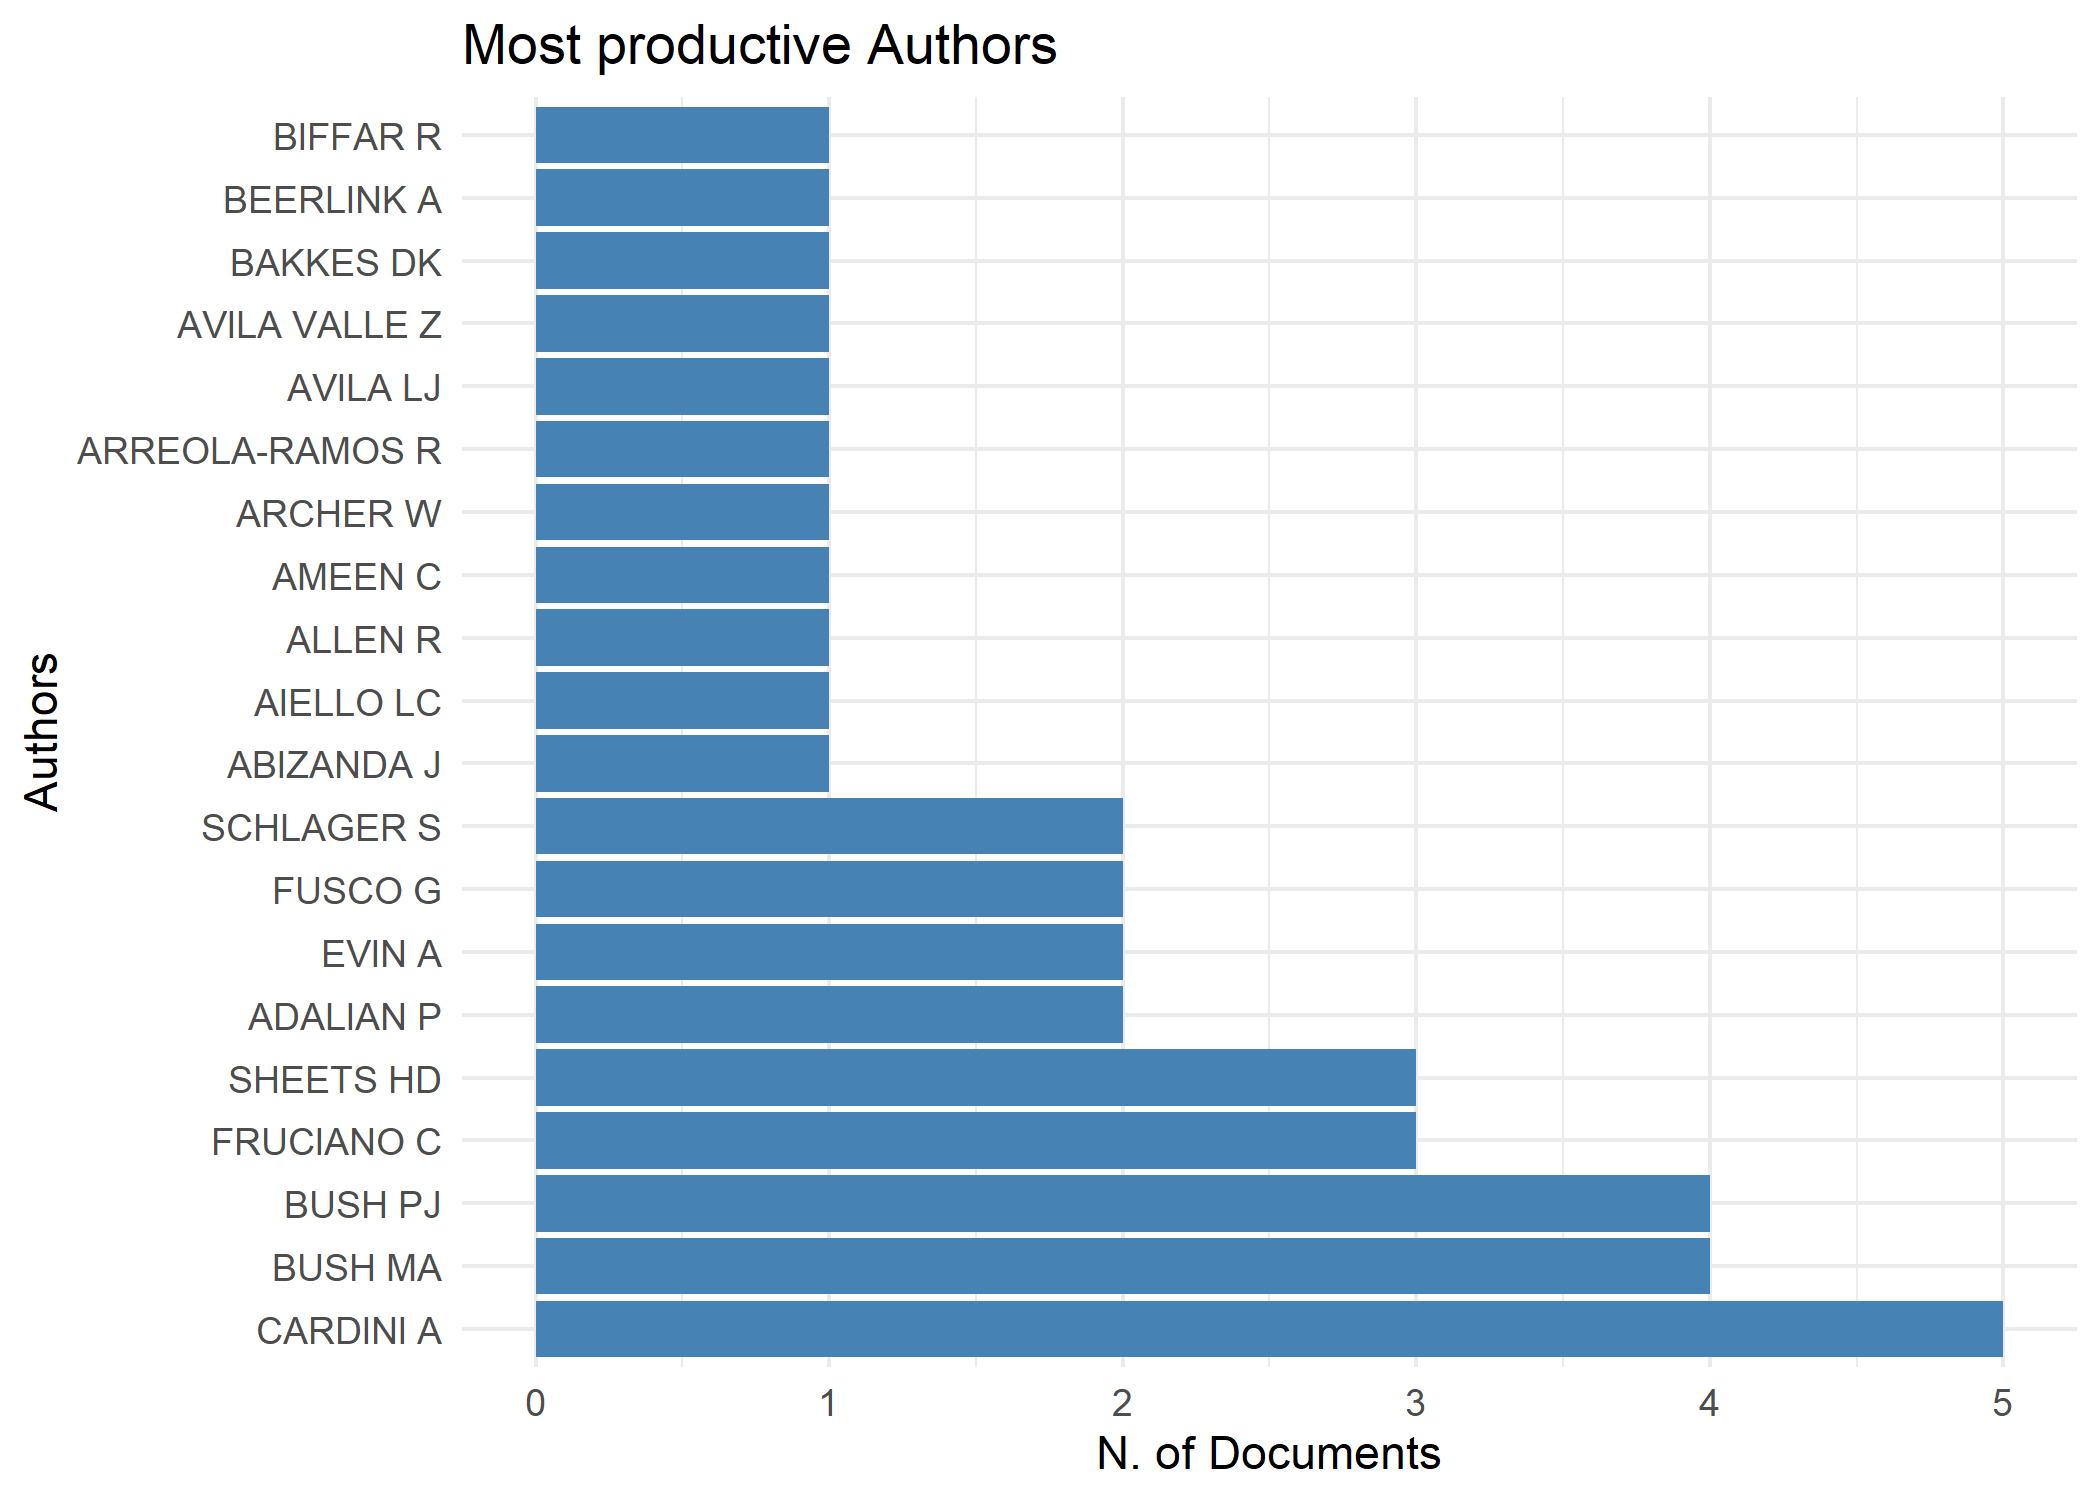 Most productive Authors
BIFFAR R
BEERLINK A
BAKKES DK
AVILA VALLE Z
AVILA LJ
ARREOLA-RAMOS R
ARCHER W
AMEEN C
ALLEN R
AIELLO LC
ABIZANDA J
SCHLAGER S
FUSCO G
EVIN A
ADALIAN P
SHEETS HD
FRUCIANO C
BUSH PJ
BUSH MA
CARDINI A
Authors
0 1 2 3 4 5
N. of Documents